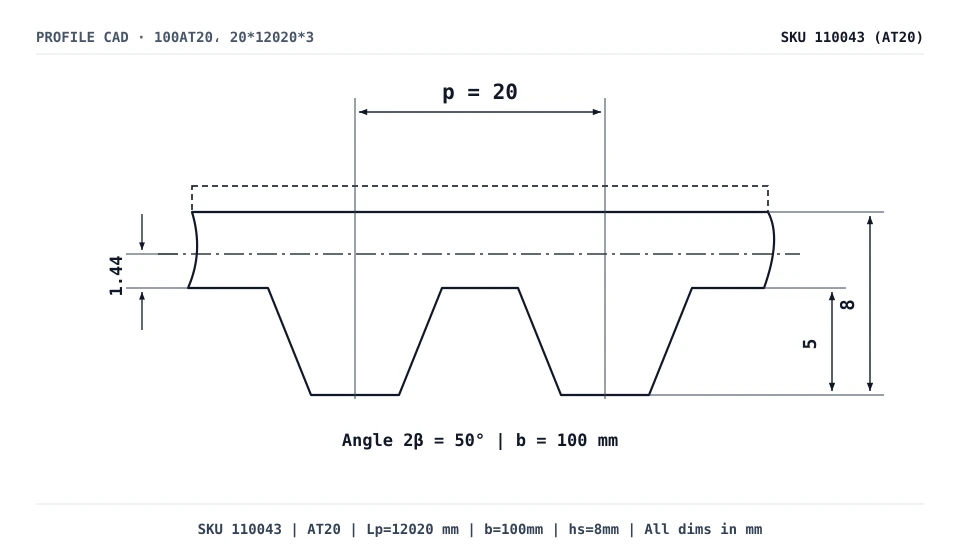 PROFILE CAD · 100AT20، 20*12020*3
SKU 110043 (AT20)
p = 20
1.44
8
5
Angle 2β = 50° | b = 100 mm
SKU 110043 | AT20 | Lp=12020 mm | b=100mm | hs=8mm | All dims in mm